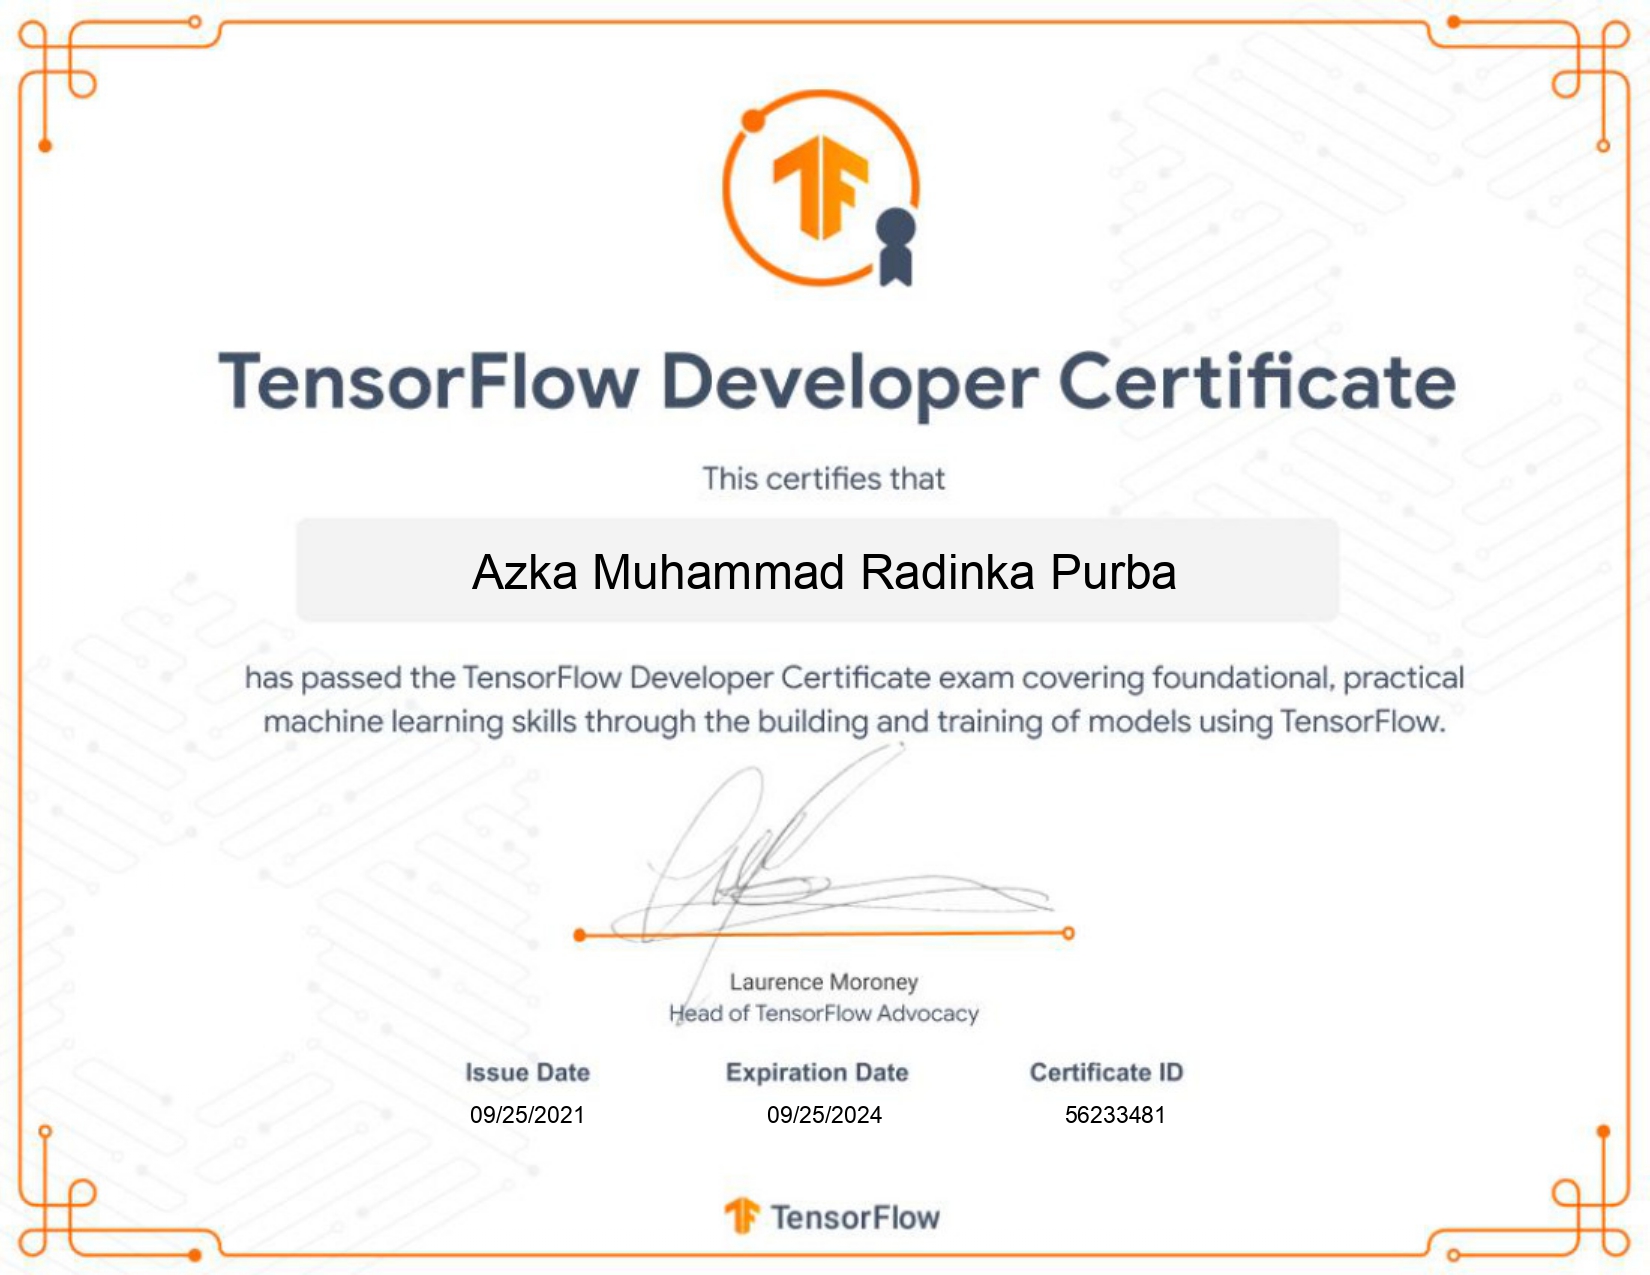 TensorFlow Developer Certificate
This certifies that
Azka Muhammad Radinka Purba
has passed the TensorFlow Developer Certificate exam covering foundational, practical
machine learning skills through the building and training of models using TensorFlow.
Laurence Moroney
Head of TensorFlow Advocacy
Issue Date Expiration Date Certificate ID
09/25/2021 09/25/2024 56233481
TensorFlow